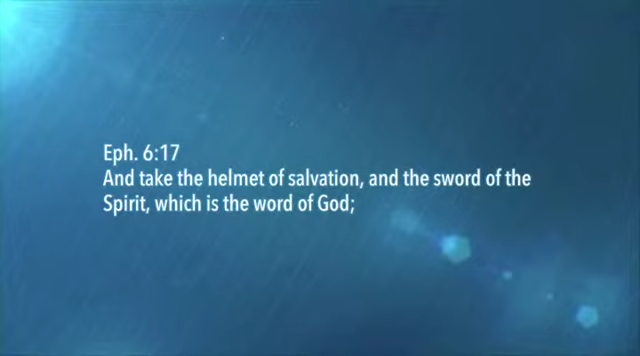 Eph. 6:17
And take the helmet of salvation, and the sword of the
Spirit, which is the word of God;